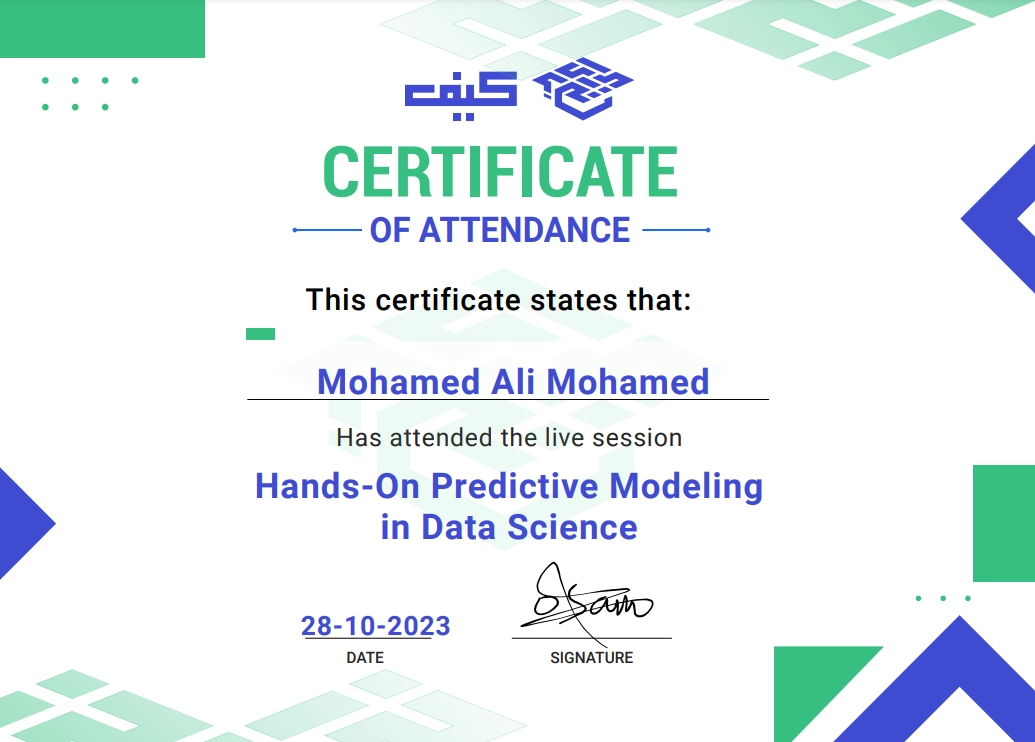 كيف
CERTIFICATE
OF ATTENDANCE
This certificate states that:
Mohamed Ali Mohamed
Has attended the live session
Hands-On Predictive Modeling
in Data Science
28-10-2023
DATE
SIGNATURE